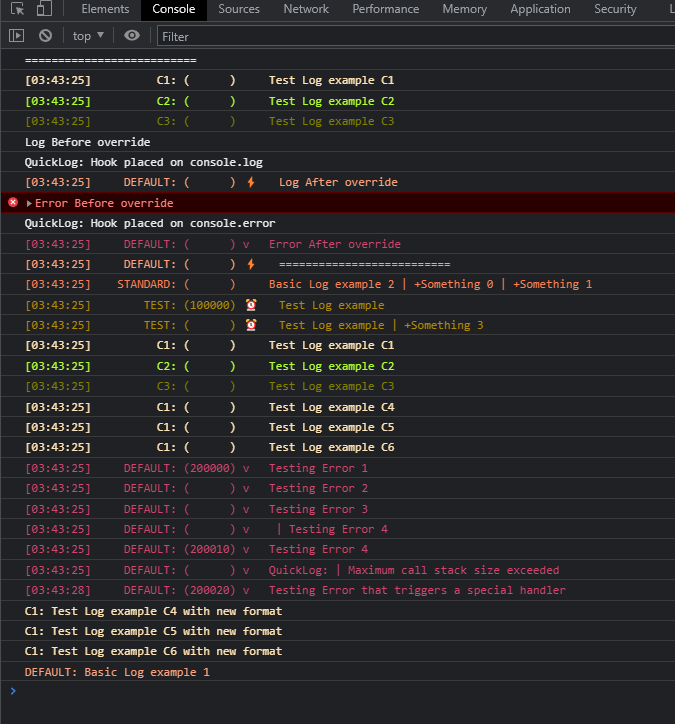 Elements Console Sources Network Performance Memory Application Security L
top ▼ Filter
==========================
[03:43:25] C1: (      ) Test Log example C1
[03:43:25] C2: (      ) Test Log example C2
[03:43:25] C3: (      ) Test Log example C3
Log Before override
QuickLog: Hook placed on console.log
[03:43:25] DEFAULT: (      ) ⚡ Log After override
▶Error Before override
QuickLog: Hook placed on console.error
[03:43:25] DEFAULT: (      ) v Error After override
[03:43:25] DEFAULT: (      ) ⚡ ==========================
[03:43:25] STANDARD: (      ) Basic Log example 2 | +Something 0 | +Something 1
[03:43:25] TEST: (100000) ⏰ Test Log example
[03:43:25] TEST: (      ) ⏰ Test Log example | +Something 3
[03:43:25] C1: (      ) Test Log example C1
[03:43:25] C2: (      ) Test Log example C2
[03:43:25] C3: (      ) Test Log example C3
[03:43:25] C1: (      ) Test Log example C4
[03:43:25] C1: (      ) Test Log example C5
[03:43:25] C1: (      ) Test Log example C6
[03:43:25] DEFAULT: (200000) v Testing Error 1
[03:43:25] DEFAULT: (      ) v Testing Error 2
[03:43:25] DEFAULT: (      ) v Testing Error 3
[03:43:25] DEFAULT: (      ) v | Testing Error 4
[03:43:25] DEFAULT: (200010) v Testing Error 4
[03:43:25] DEFAULT: (      ) v QuickLog: | Maximum call stack size exceeded
[03:43:28] DEFAULT: (200020) v Testing Error that triggers a special handler
C1: Test Log example C4 with new format
C1: Test Log example C5 with new format
C1: Test Log example C6 with new format
DEFAULT: Basic Log example 1